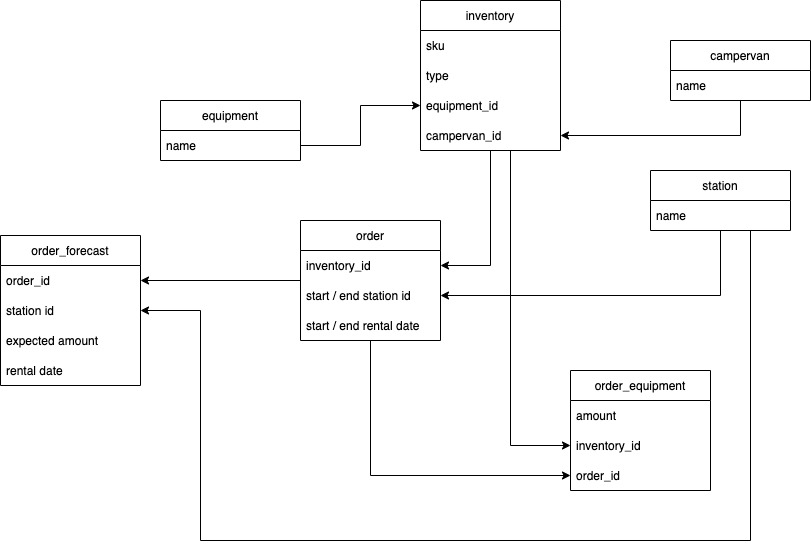 inventory
sku
type
equipment_id
campervan_id
campervan
name
equipment
name
station
name
order
inventory_id
start / end station id
start / end rental date
order_forecast
order_id
station id
expected amount
rental date
order_equipment
amount
inventory_id
order_id